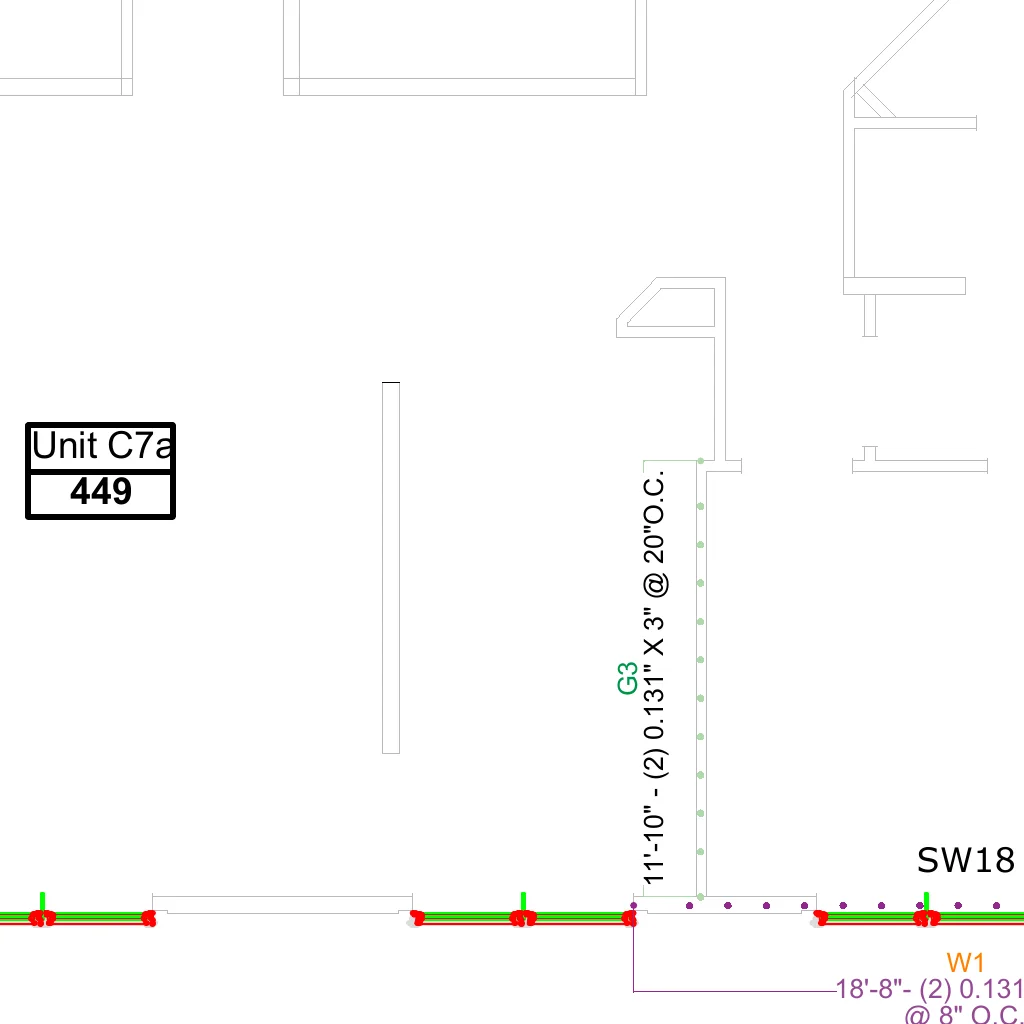 Unit C7a
449
G3
11'-10" - (2) 0.131" X 3" @ 20"O.C.
SW18
W1
18'-8"- (2) 0.131
@ 8" O.C.